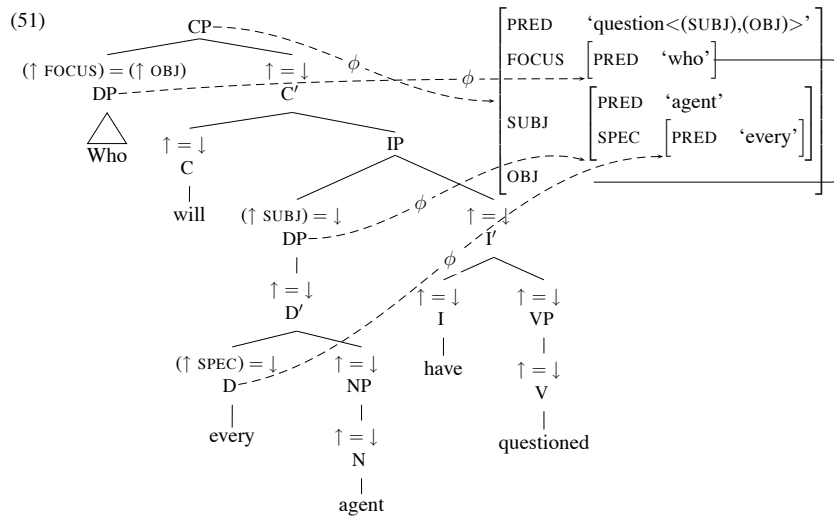 (51)
CP
PRED ‘question<(SUBJ),(OBJ)>’
FOCUS [PRED ‘who’]
SUBJ [PRED ‘agent’
SPEC [PRED ‘every’]]
OBJ
(↑ FOCUS) = (↑ OBJ) ↑ = ↓
DP C′
ϕ
ϕ
Who
↑ = ↓ IP
C
will
(↑ SUBJ) = ↓ ↑ = ↓
DP I′
ϕ
ϕ
↑ = ↓ ↑ = ↓ ↑ = ↓
D′ I VP
(↑ SPEC) = ↓ ↑ = ↓ have ↑ = ↓
D NP V
every ↑ = ↓ questioned
N
agent